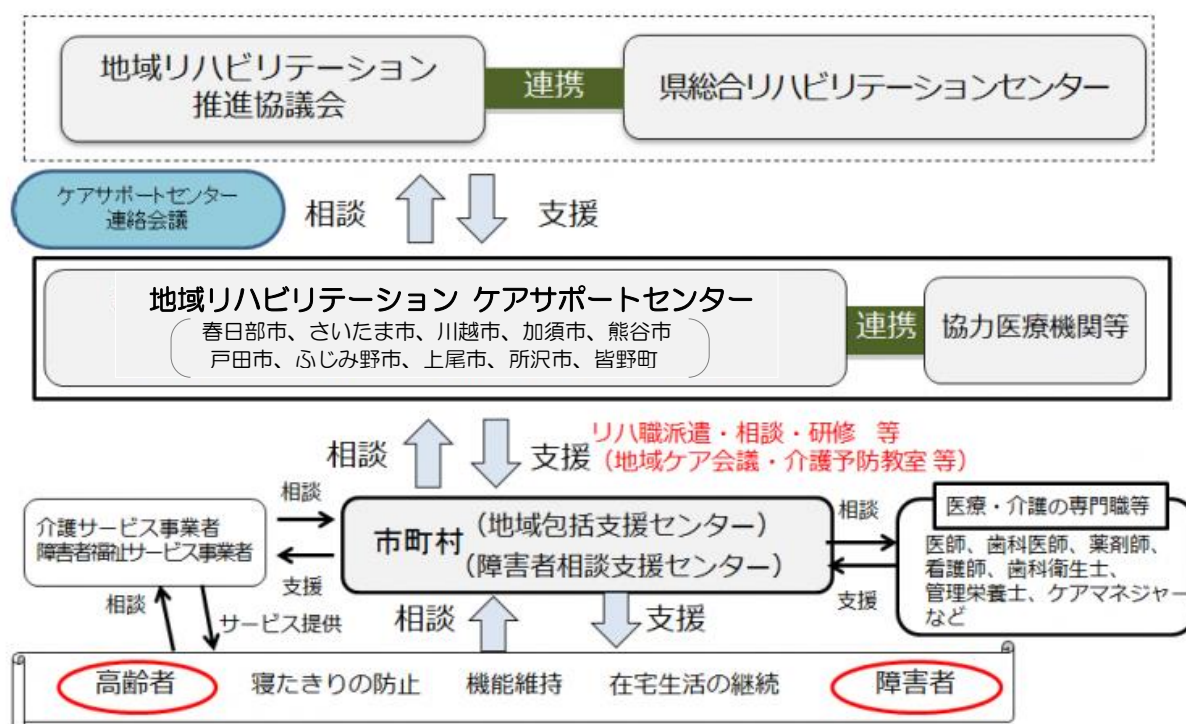 地域リハビリテーション
推進協議会
連携
県総合リハビリテーションセンター
ケアサポートセンター
連絡会議
相談
支援
地域リハビリテーション ケアサポートセンター
春日部市、さいたま市、川越市、加須市、熊谷市
戸田市、ふじみ野市、上尾市、所沢市、皆野町
連携
協力医療機関等
相談
支援
リハ職派遣・相談・研修 等
（地域ケア会議・介護予防教室 等）
介護サービス事業者
障害者福祉サービス事業者
相談
支援
市町村
（地域包括支援センター）
（障害者相談支援センター）
相談
支援
医療・介護の専門職等
医師、歯科医師、薬剤師、
看護師、歯科衛生士、
管理栄養士、ケアマネジャー
など
相談
サービス提供
相談
支援
高齢者
寝たきりの防止
機能維持
在宅生活の継続
障害者